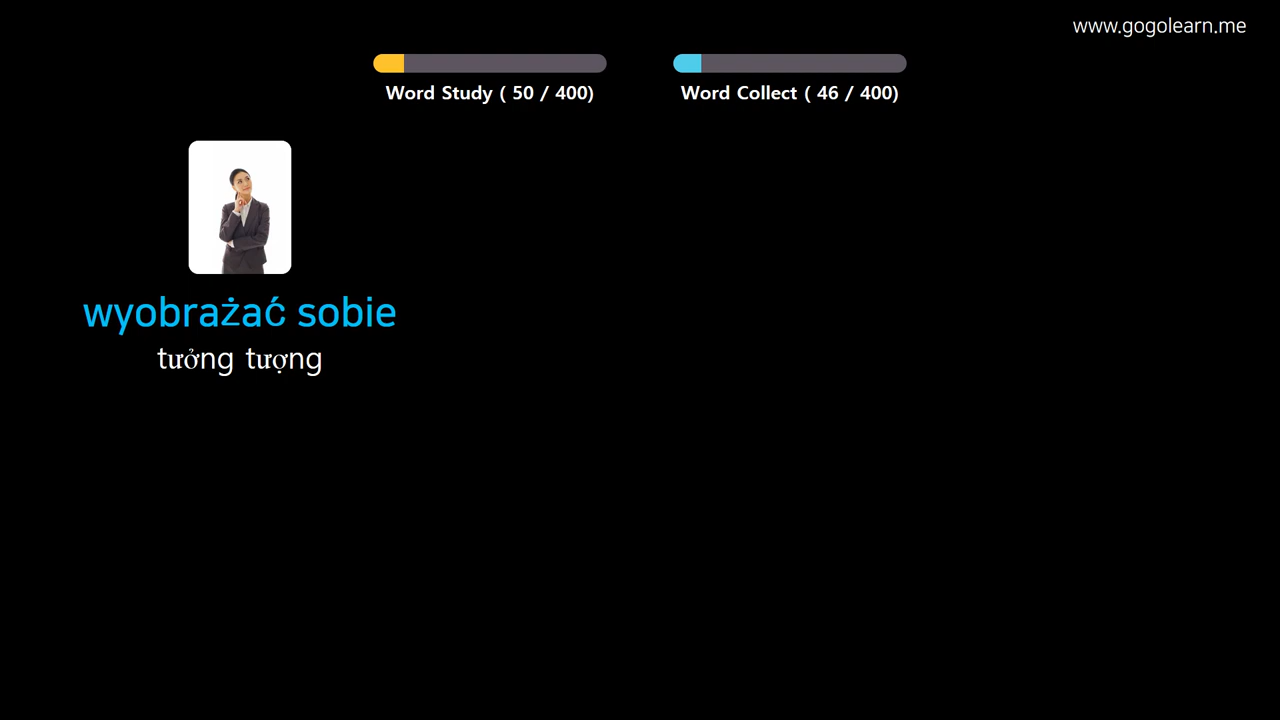 www.gogolearn.me
Word Study ( 50 / 400)
Word Collect ( 46 / 400)
wyobrażać sobie
tưởng tượng